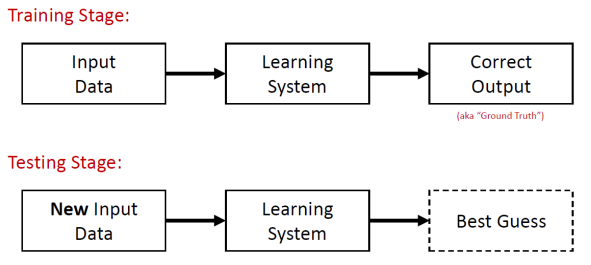 Training Stage:
Input
Data
Learning
System
Correct
Output
(aka "Ground Truth")
Testing Stage:
New Input
Data
Learning
System
Best Guess